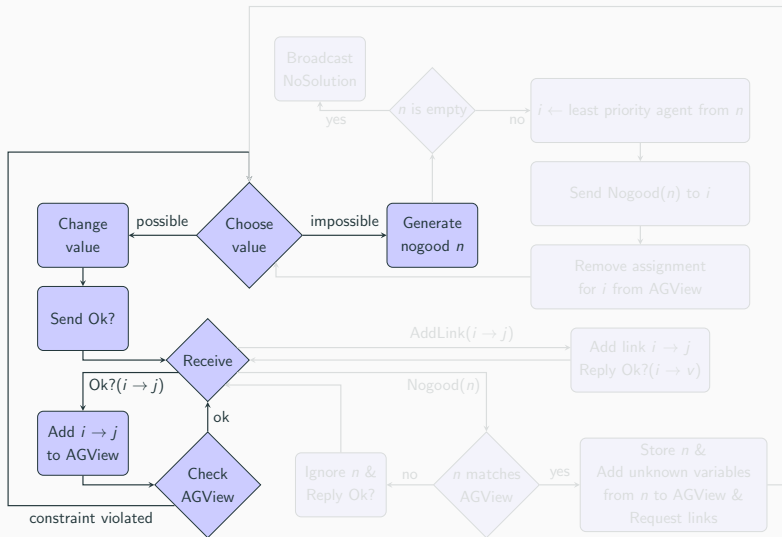 Broadcast
NoSolution
n is empty
yes
no
i ← least priority agent from n
Send Nogood(n) to i
Change
value
possible
Choose
value
impossible
Generate
nogood n
Remove assignment
for i from AGView
Send Ok?
Receive
AddLink(i → j)
Add link i → j
Reply Ok?(i → v)
Ok?(i → j)
Nogood(n)
ok
Add i → j
to AGView
Check
AGView
Ignore n &
Reply Ok?
no
n matches
AGView
yes
Store n &
Add unknown variables
from n to AGView &
Request links
constraint violated